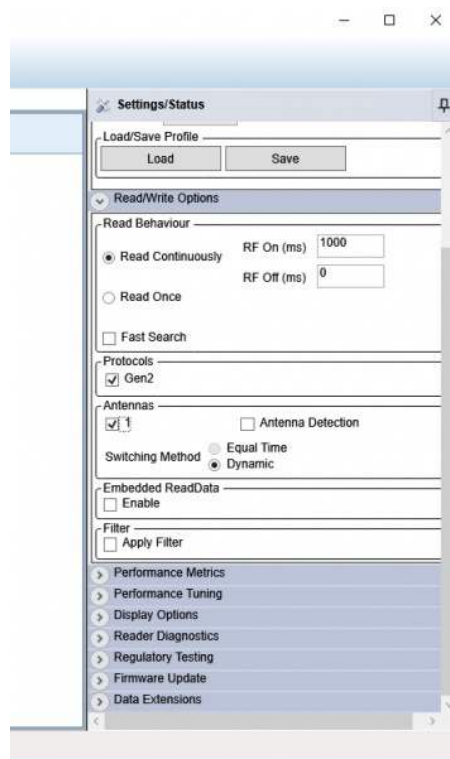 Settings/Status
Load/Save Profile
Load Save
Read/Write Options
Read Behaviour
Read Continuously RF On (ms) 1000
RF Off (ms) 0
Read Once
Fast Search
Protocols
Gen2
Antennas
1 Antenna Detection
Switching Method Equal Time
Dynamic
Embedded ReadData
Enable
Filter
Apply Filter
Performance Metrics
Performance Tuning
Display Options
Reader Diagnostics
Regulatory Testing
Firmware Update
Data Extensions